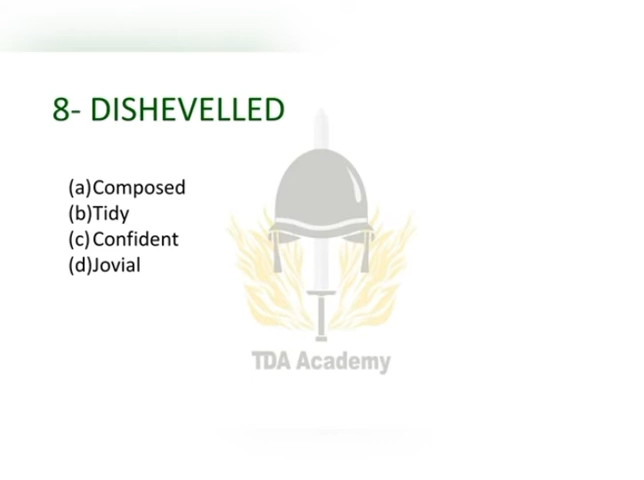 8- DISHEVELLED
(a)Composed
(b)Tidy
(c)Confident
(d)Jovial
TDA Academy